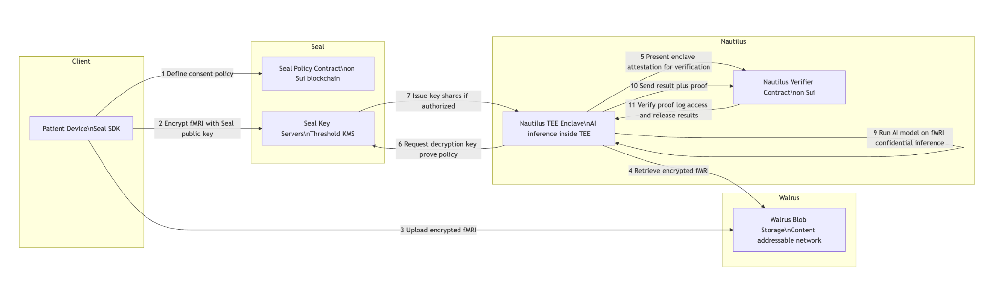 Client
Patient Device\nSeal SDK
1 Define consent policy
2 Encrypt fMRI with Seal
public key
3 Upload encrypted fMRI
Seal
Seal Policy Contract\non
Sui blockchain
Seal Key
Servers\nThreshold KMS
7 Issue key shares if
authorized
6 Request decryption key
prove policy
Nautilus
Nautilus TEE Enclave\nAI
inference inside TEE
5 Present enclave
attestation for verification
10 Send result plus proof
11 Verify proof log access
and release results
Nautilus Verifier
Contract\non Sui
9 Run AI model on fMRI
confidential inference
4 Retrieve encrypted fMRI
Walrus
Walrus Blob
Storage\nContent
addressable network